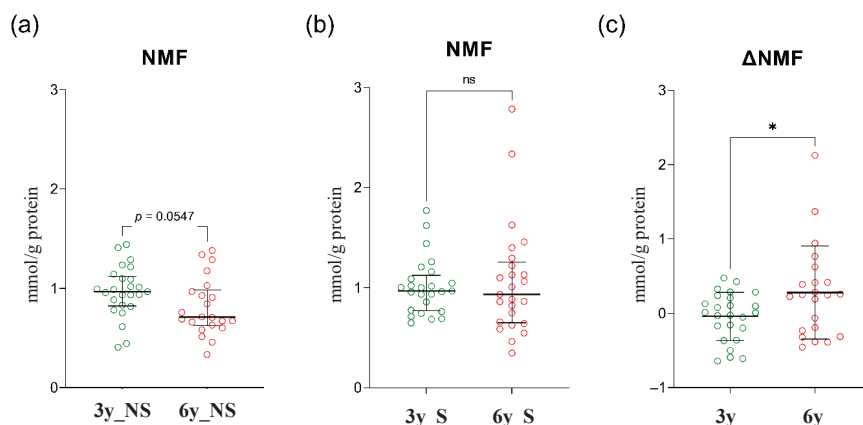 (a)
NMF
mmol/g protein
3
2
1
0
p = 0.0547
3y_NS
6y_NS
(b)
NMF
mmol/g protein
3
2
1
0
ns
3y_S
6y_S
(c)
ΔNMF
mmol/g protein
3
2
1
0
−1
*
3y
6y